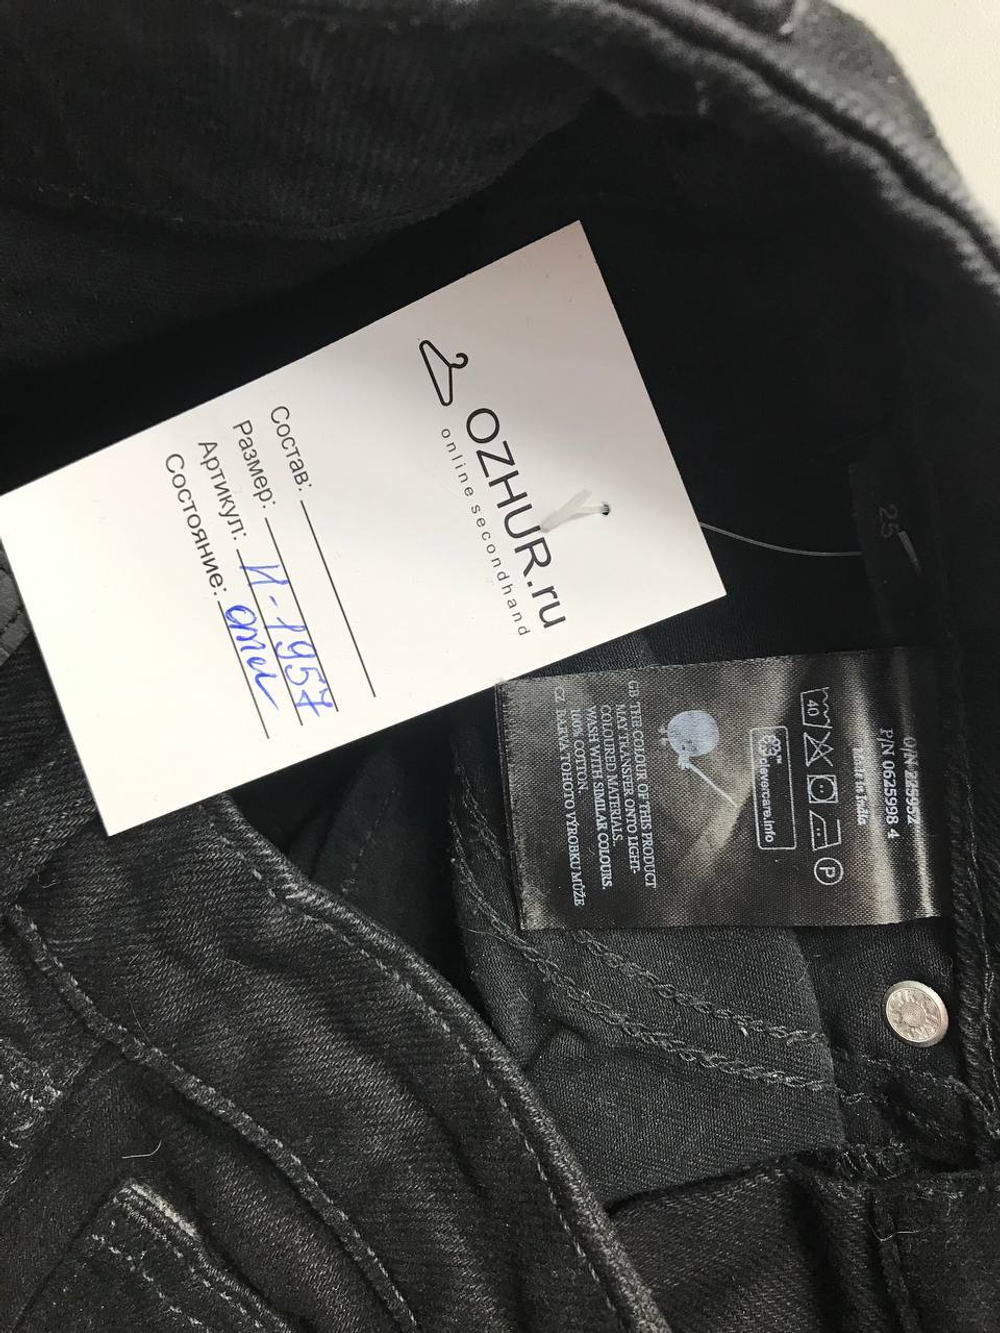 OZHUR.ru
online secondhand
Состав:
Размер:
Артикул: И-1957
Состояние: отл
25
P/N 0625998 4
Made in India
40
P
clevercare.info
GB THE COLOUR OF THIS PRODUCT
MAY TRANSFER ONTO LIGHT-
COLOURED MATERIALS.
WASH WITH SIMILAR COLOURS.
100% COTTON.
CZ BARVA TOHOTO VÝROBKU MŮŽE